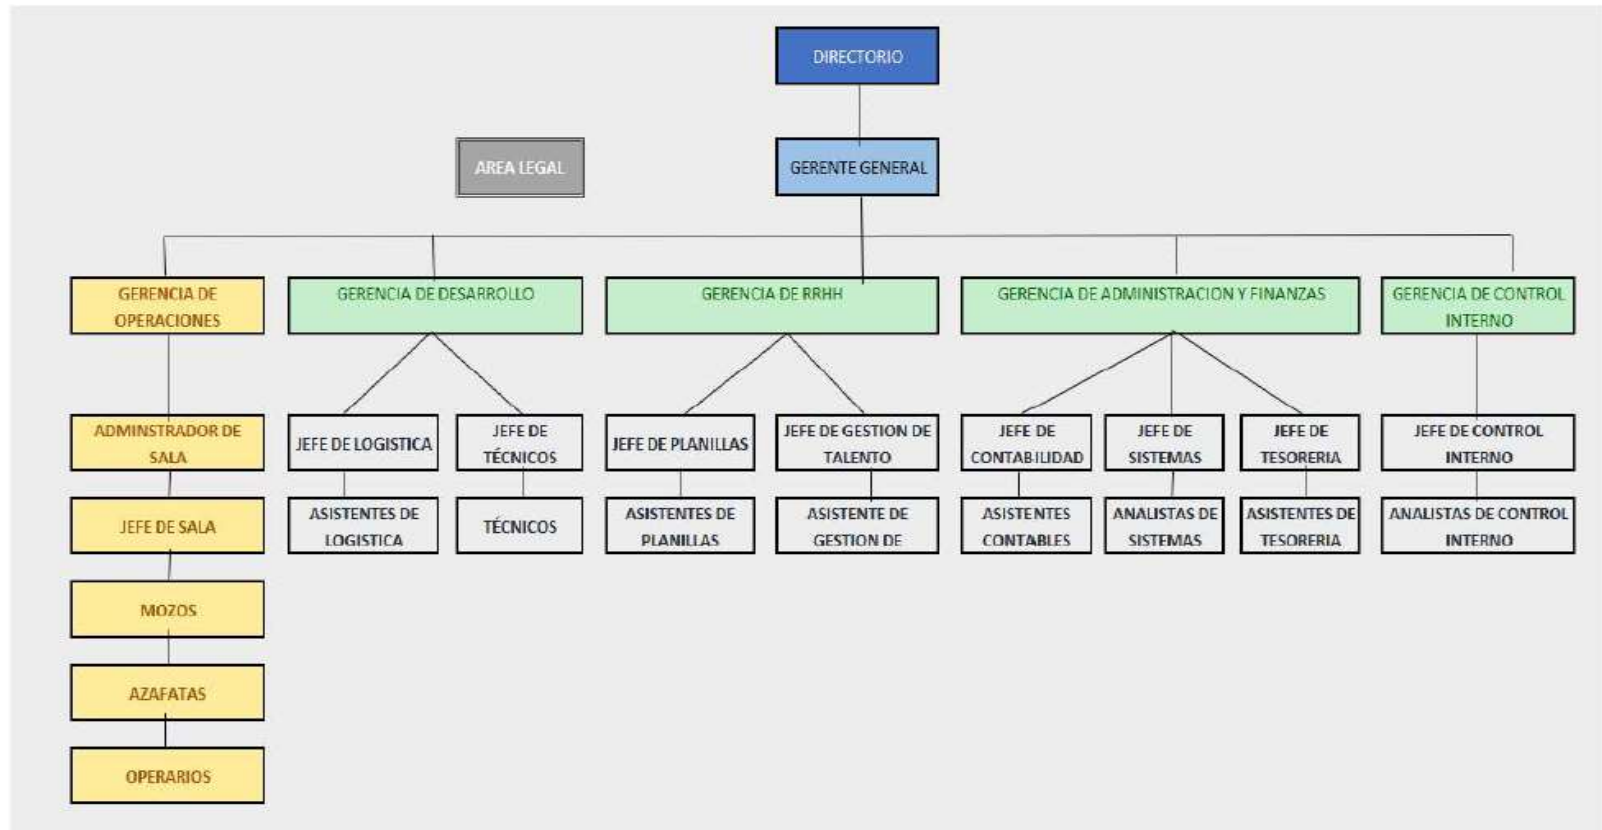 DIRECTORIO
AREA LEGAL
GERENTE GENERAL
GERENCIA DE
OPERACIONES
GERENCIA DE DESARROLLO
GERENCIA DE RRHH
GERENCIA DE ADMINISTRACION Y FINANZAS
GERENCIA DE CONTROL
INTERNO
ADMINSTRADOR DE
SALA
JEFE DE LOGISTICA
JEFE DE
TÉCNICOS
JEFE DE PLANILLAS
JEFE DE GESTION DE
TALENTO
JEFE DE
CONTABILIDAD
JEFE DE
SISTEMAS
JEFE DE
TESORERIA
JEFE DE CONTROL
INTERNO
JEFE DE SALA
ASISTENTES DE
LOGISTICA
TÉCNICOS
ASISTENTES DE
PLANILLAS
ASISTENTE DE
GESTION DE
ASISTENTES
CONTABLES
ANALISTAS DE
SISTEMAS
ASISTENTES DE
TESORERIA
ANALISTAS DE CONTROL
INTERNO
MOZOS
AZAFATAS
OPERARIOS